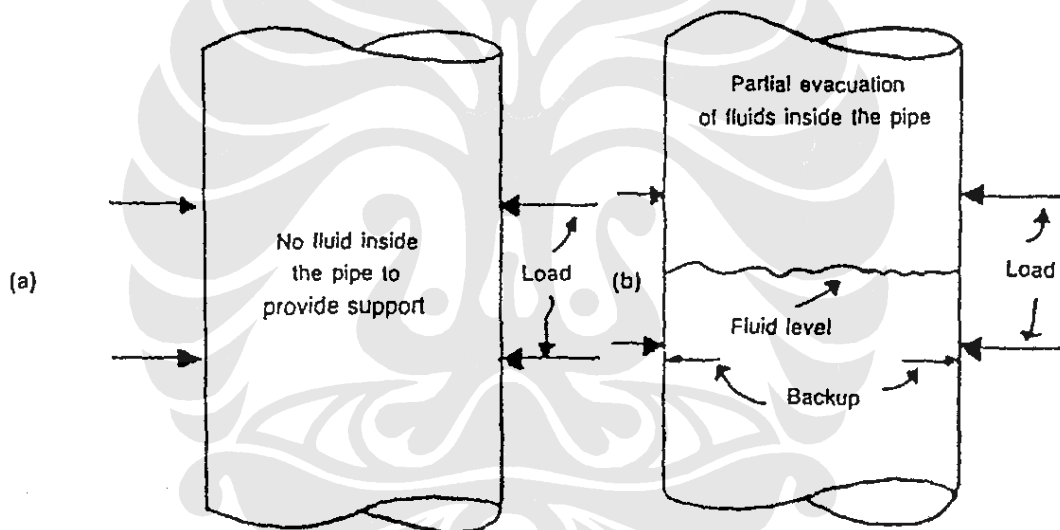 (a)
No fluid inside
the pipe to
provide support
Load
(b)
Partial evacuation
of fluids inside the pipe
Fluid level
Backup
Load